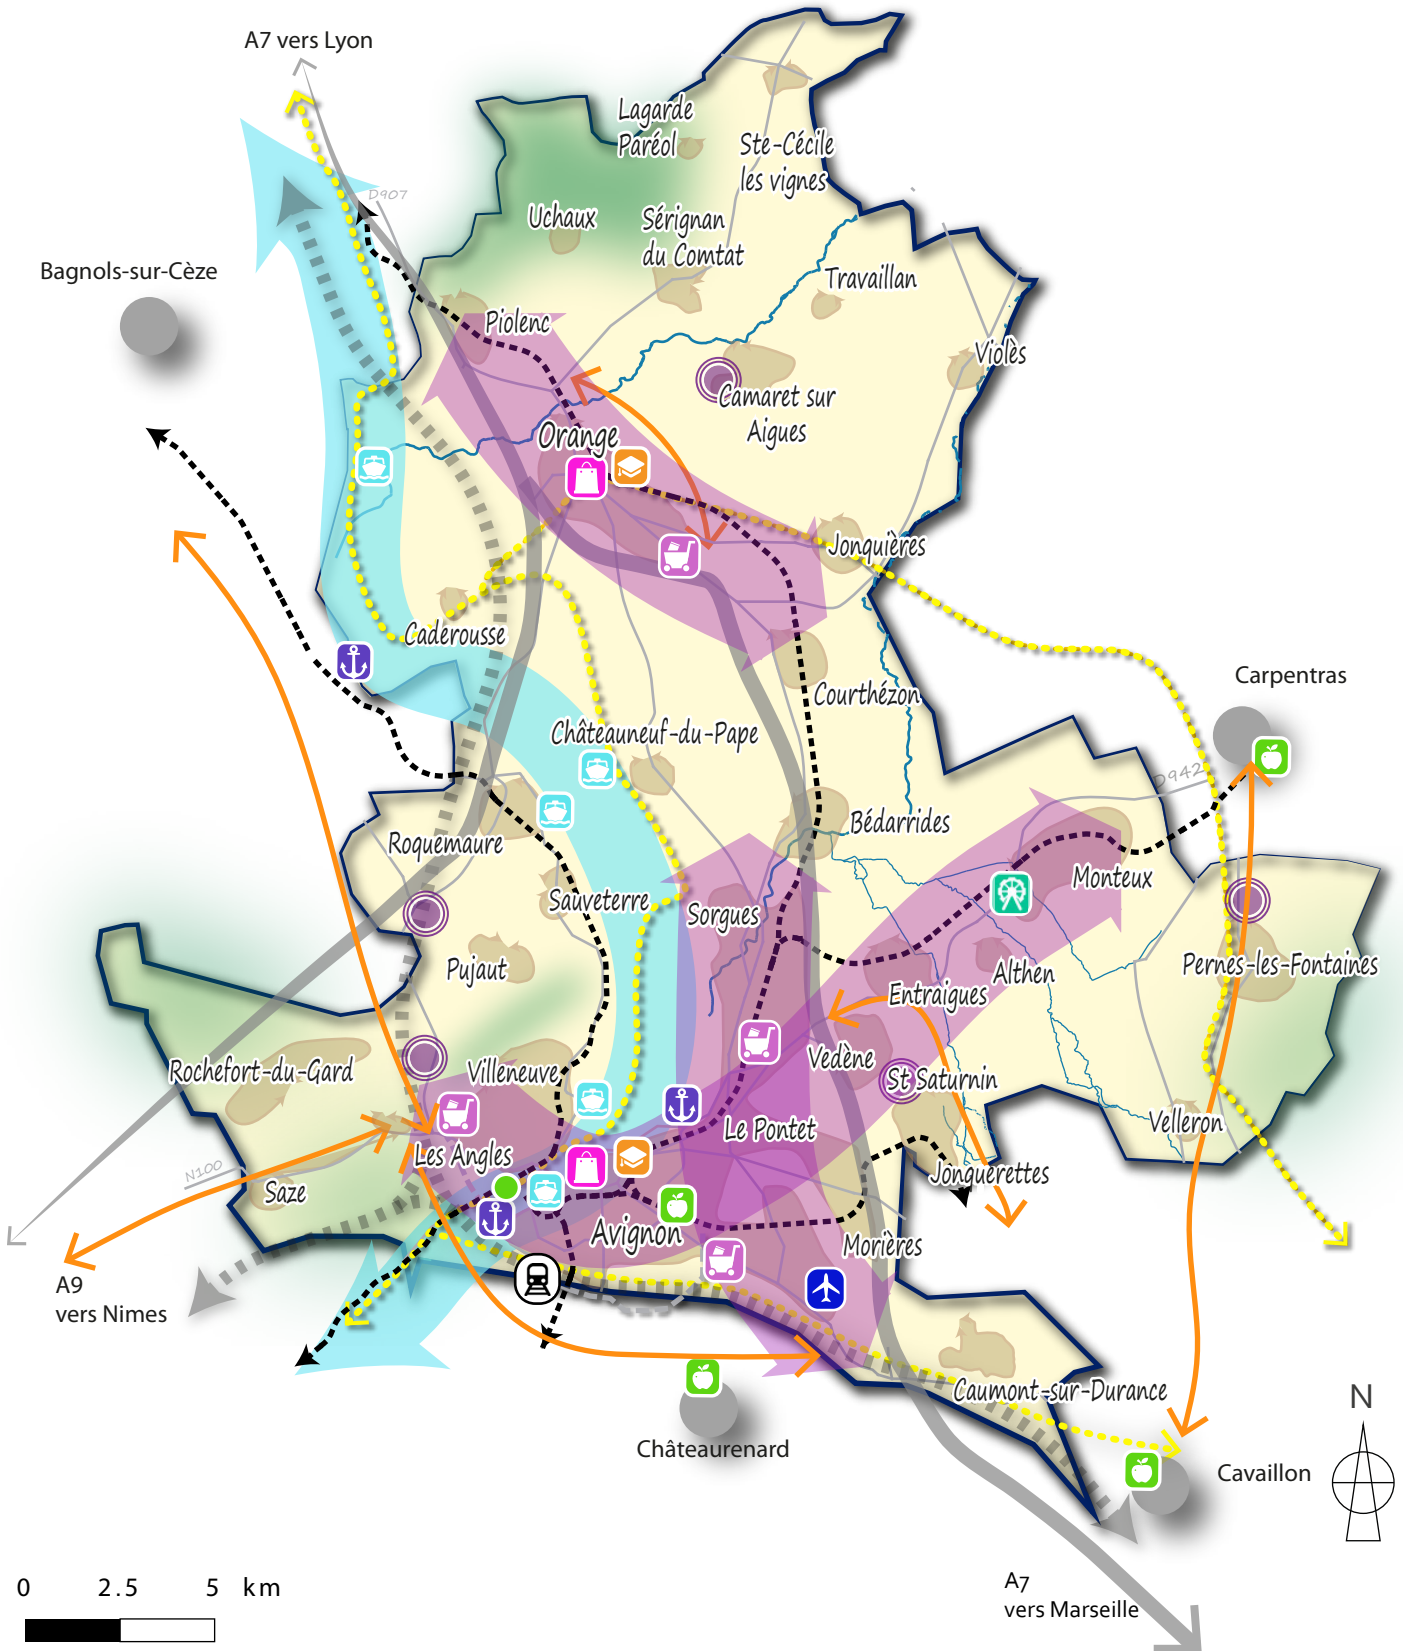 A7 vers Lyon
Lagarde
Paréol
Ste-Cécile
les vignes
D907
Uchaux
Sérignan
du Comtat
Bagnols-sur-Cèze
Travaillan
Piolenc
Violès
Camaret sur
Aigues
Orange
Jonquières
Caderousse
Carpentras
Courthézon
Châteauneuf-du-Pape
D942
Bédarrides
Roquemaure
Monteux
Sauveterre
Sorgues
Pujaut
Althen
Pernes-les-Fontaines
Entraigues
Rochefort-du-Gard
Villeneuve
Vedène
St Saturnin
Velleron
Le Pontet
Les Angles
N100
Saze
Jonquerettes
Avignon
Morières
A9
vers Nimes
Caumont-sur-Durance
N
Châteaurenard
Cavaillon
0 2.5 5 km
A7
vers Marseille